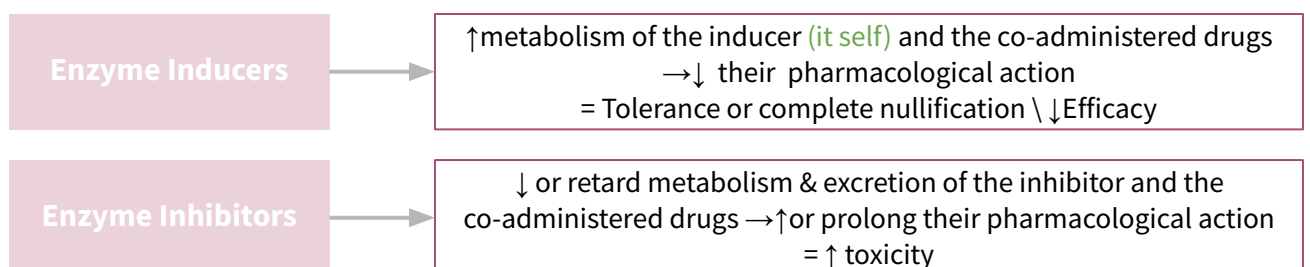 Enzyme Inducers
↑metabolism of the inducer (it self) and the co-administered drugs
→↓ their pharmacological action
= Tolerance or complete nullification \ ↓Efficacy
Enzyme Inhibitors
↓ or retard metabolism & excretion of the inhibitor and the
co-administered drugs →↑or prolong their pharmacological action
= ↑ toxicity